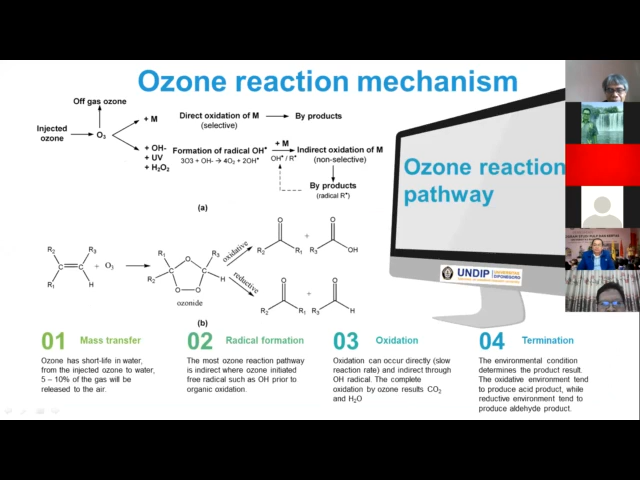 Ozone reaction mechanism
Off gas ozone
Injected
ozone
O₃
+ M
Direct oxidation of M
(selective)
By products
+ OH-
+ UV
+ H₂O₂
Formation of radical OH•
3O3 + OH- → 4O₂ + 2OH•
+ M
OH• / R•
Indirect oxidation of M
(non-selective)
By products
(radical R•)
(a)
Ozone reaction
pathway
UNDIP
UNIVERSITAS
DIPONEGORO
R₂
R₃
C
C
R₁
H
+ O₃
R₁
O
R₃
C
C
R₂
H
O
O
ozonide
oxidative
reductive
O
R₁
R₂
+
O
R₃
OH
O
R₂
R₁
+
O
R₃
H
(b)
01 Mass transfer
Ozone has short-life in water,
from the injected ozone to water,
5 – 10% of the gas will be
released to the air.
02 Radical formation
The most ozone reaction pathway
is indirect where ozone initiated
free radical such as OH prior to
organic oxidation.
03 Oxidation
Oxidation can occur directly (slow
reaction rate) and indirect through
OH radical. The complete
oxidation by ozone results CO₂
and H₂O
04 Termination
The environmental condition
determines the product result.
The oxidative environment tend
to produce acid product, while
reductive environment tend to
produce aldehyde product.